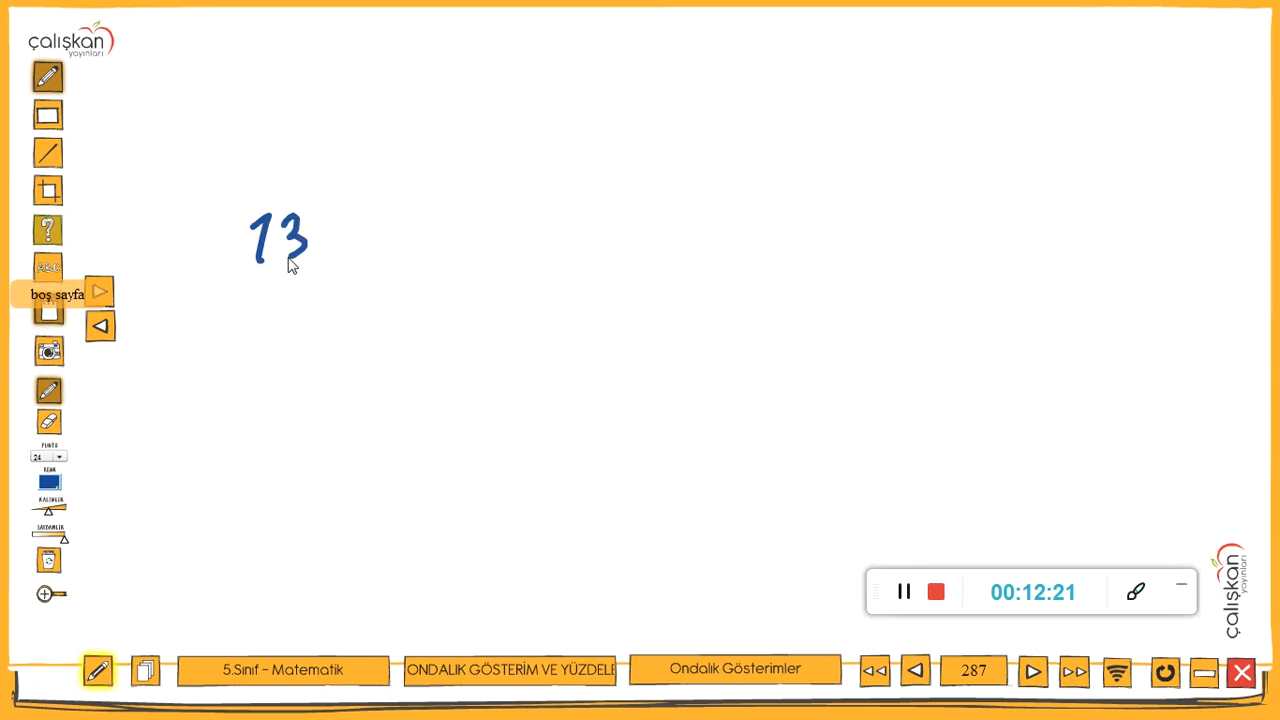 çalışkan
yayınları
13
?
ABC
boş sayfa
PUNTO
24
RENK
KALINLIK
SAYDAMLIK
00:12:21
çalışkan
yayınları
5.Sınıf – Matematik
ONDALIK GÖSTERİM VE YÜZDELE
Ondalık Gösterimler
287